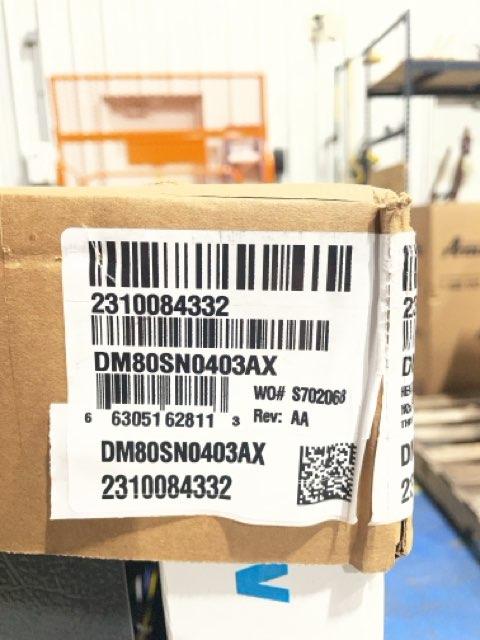 2310084332
DM80SN0403AX
WO# S702068
6 63051 62811 3
Rev: AA
DM80SN0403AX
2310084332